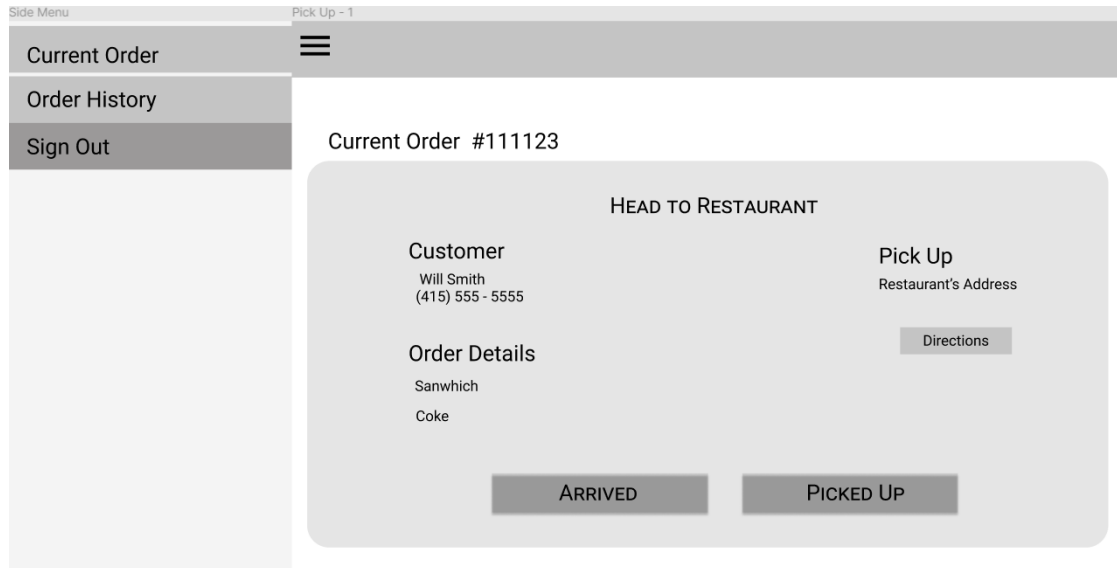 Side Menu
Current Order
Order History
Sign Out
Pick Up - 1
Current Order #111123
HEAD TO RESTAURANT
Customer
Will Smith
(415) 555 - 5555
Pick Up
Restaurant's Address
Directions
Order Details
Sanwhich
Coke
ARRIVED
PICKED UP